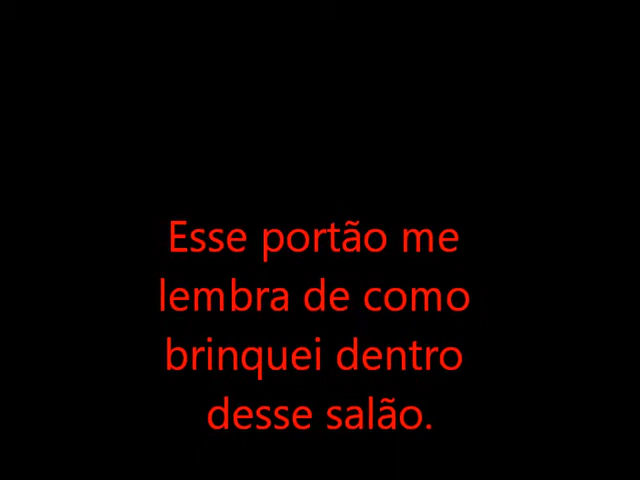 Esse portão me
lembra de como
brinquei dentro
desse salão.